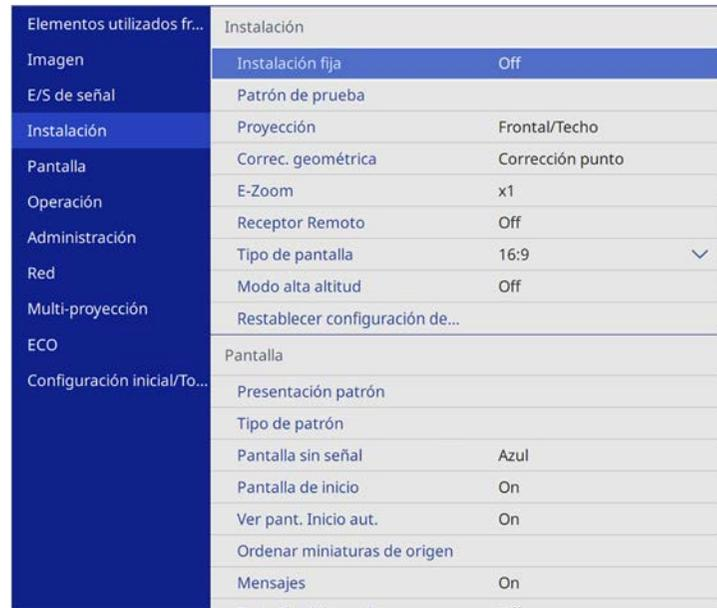 Elementos utilizados fr...
Imagen
E/S de señal
Instalación
Pantalla
Operación
Administración
Red
Multi-proyección
ECO
Configuración inicial/To...
Instalación
Instalación fija Off
Patrón de prueba
Proyección Frontal/Techo
Correc. geométrica Corrección punto
E-Zoom x1
Receptor Remoto Off
Tipo de pantalla 16:9
Modo alta altitud Off
Restablecer configuración de...
Pantalla
Presentación patrón
Tipo de patrón
Pantalla sin señal Azul
Pantalla de inicio On
Ver pant. Inicio aut. On
Ordenar miniaturas de origen
Mensajes On